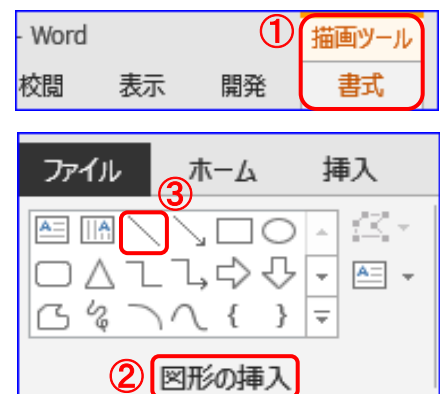 - Word ① 描画ツール
校閲 表示 開発 書式
ファイル ホーム 挿入
③
② 図形の挿入